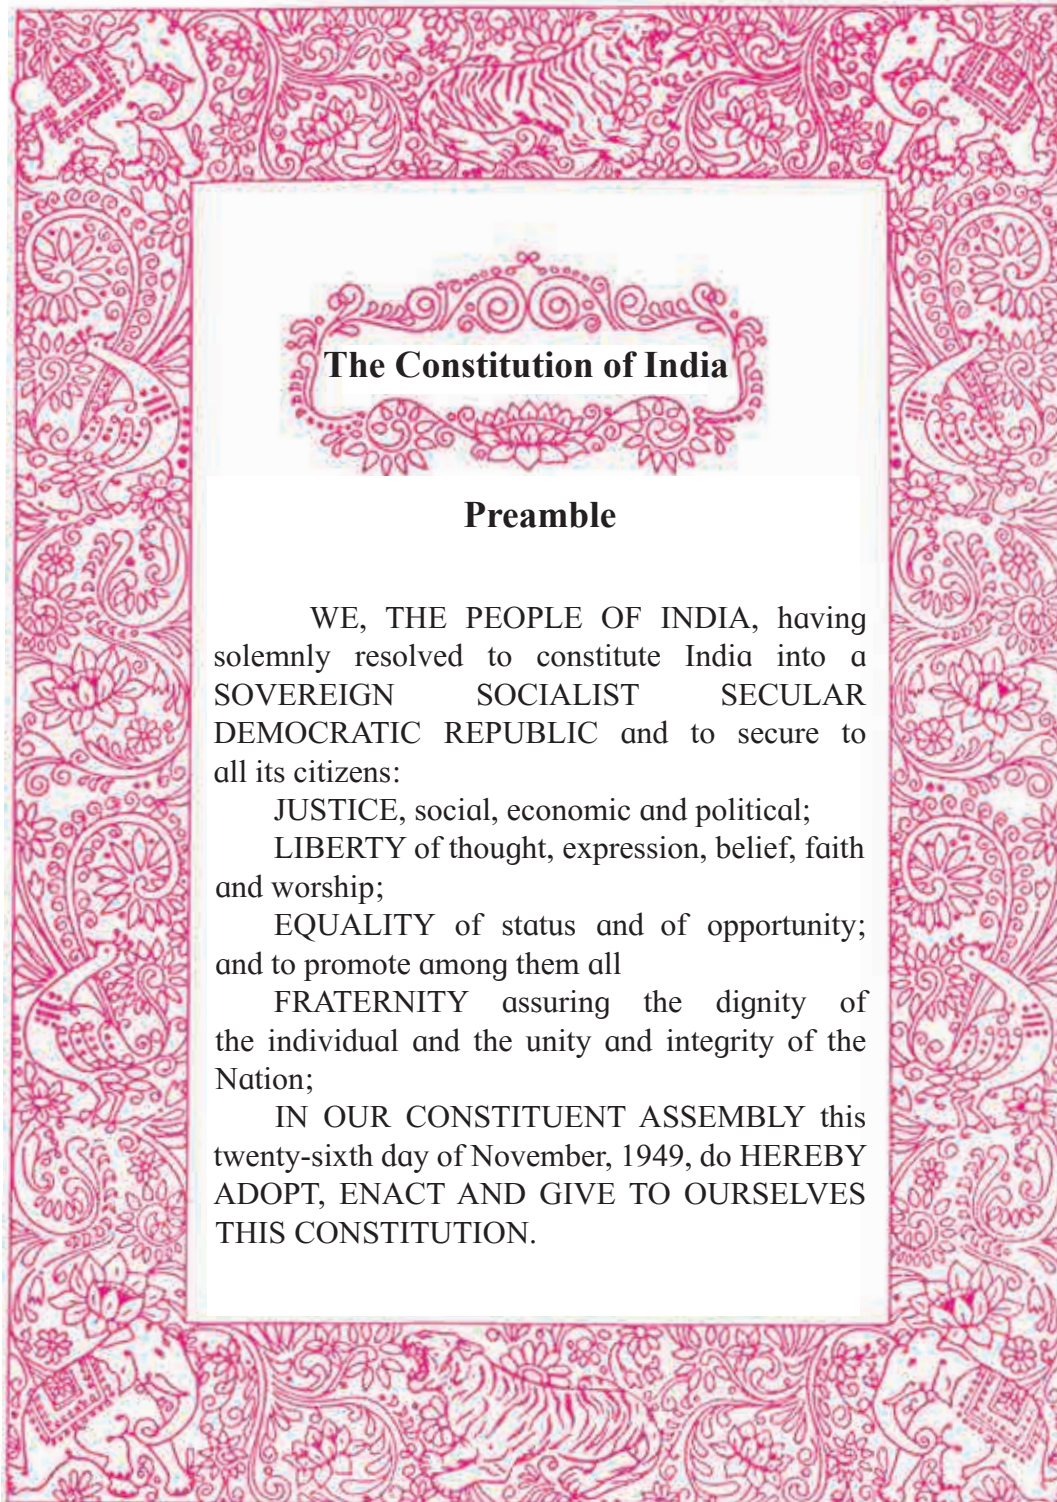 The Constitution of India
Preamble
WE, THE PEOPLE OF INDIA, having
solemnly resolved to constitute India into a
SOVEREIGN SOCIALIST SECULAR
DEMOCRATIC REPUBLIC and to secure to
all its citizens:
JUSTICE, social, economic and political;
LIBERTY of thought, expression, belief, faith
and worship;
EQUALITY of status and of opportunity;
and to promote among them all
FRATERNITY assuring the dignity of
the individual and the unity and integrity of the
Nation;
IN OUR CONSTITUENT ASSEMBLY this
twenty-sixth day of November, 1949, do HEREBY
ADOPT, ENACT AND GIVE TO OURSELVES
THIS CONSTITUTION.